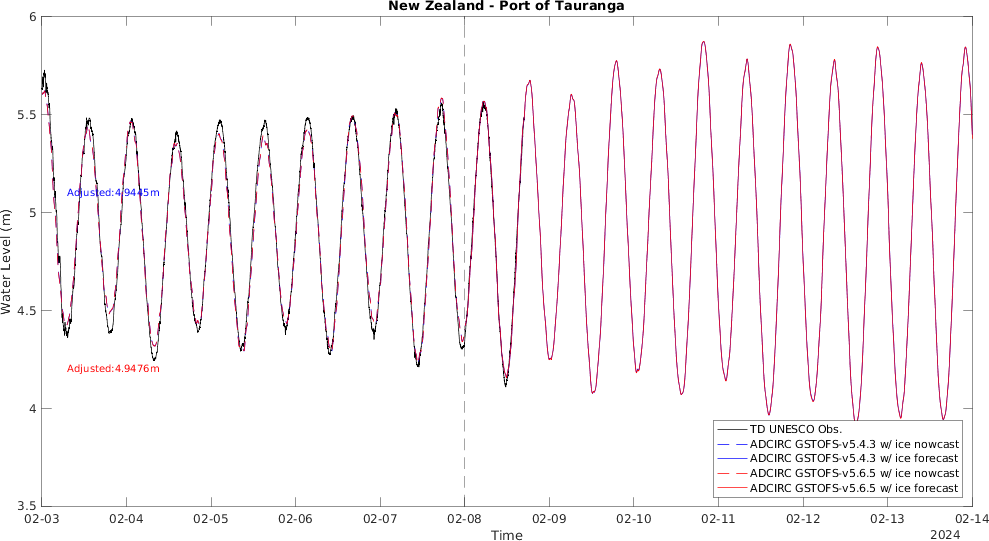 New Zealand - Port of Tauranga
6
5.5
5
4.5
4
3.5
Water Level (m)
Adjusted:4.9445m
Adjusted:4.9476m
TD UNESCO Obs.
ADCIRC GSTOFS-v5.4.3 w/ ice nowcast
ADCIRC GSTOFS-v5.4.3 w/ ice forecast
ADCIRC GSTOFS-v5.6.5 w/ ice nowcast
ADCIRC GSTOFS-v5.6.5 w/ ice forecast
02-03 02-04 02-05 02-06 02-07 02-08 02-09 02-10 02-11 02-12 02-13 02-14
Time
2024